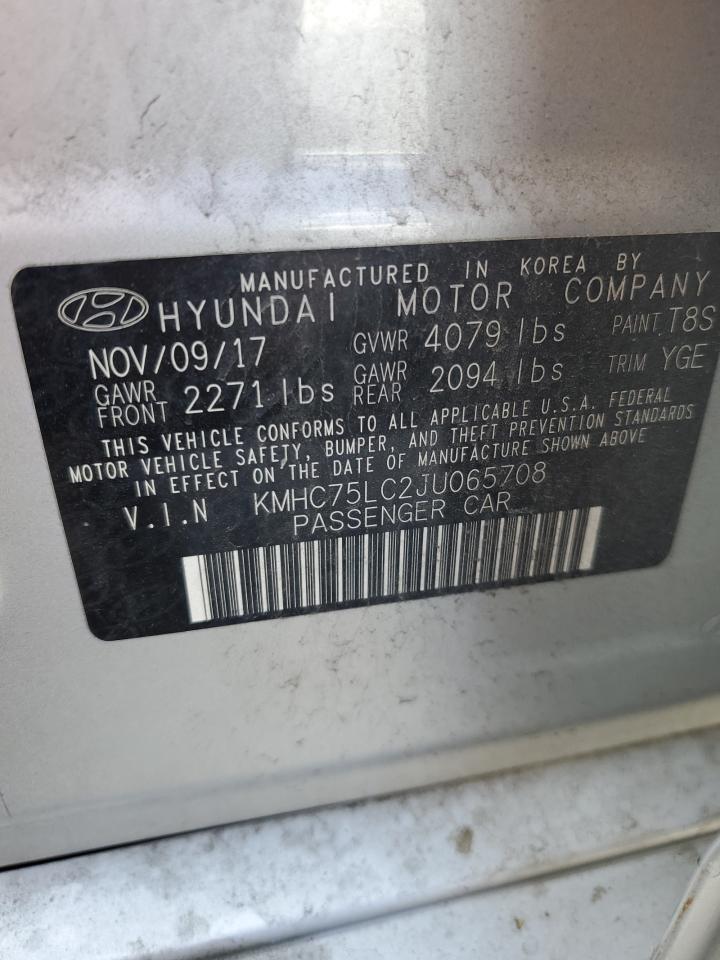 MANUFACTURED IN KOREA BY
HYUNDAI MOTOR COMPANY
NOV/09/17 GVWR 4079 lbs PAINT T8S
GAWR FRONT 2271 lbs GAWR REAR 2094 lbs TRIM YGE
THIS VEHICLE CONFORMS TO ALL APPLICABLE U.S.A. FEDERAL
MOTOR VEHICLE SAFETY, BUMPER, AND THEFT PREVENTION STANDARDS
IN EFFECT ON THE DATE OF MANUFACTURE SHOWN ABOVE
V.I.N KMHC75LC2JU065708
PASSENGER CAR